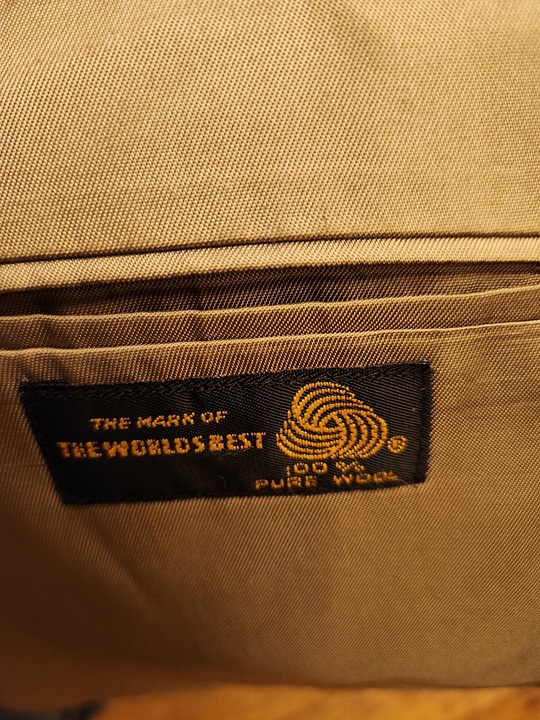 THE MARK OF
THE WORLDS BEST
®
100 %
PURE WOOL